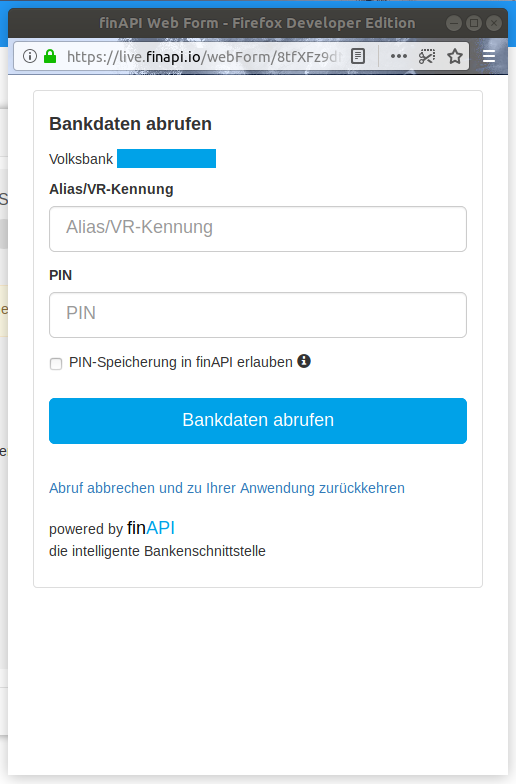 finAPI Web Form - Firefox Developer Edition
https://live.finapi.io/webForm/8tfXFz9d
Bankdaten abrufen
Volksbank
Alias/VR-Kennung
Alias/VR-Kennung
PIN
PIN
PIN-Speicherung in finAPI erlauben
Bankdaten abrufen
Abruf abbrechen und zu Ihrer Anwendung zurückkehren
powered by finAPI
die intelligente Bankenschnittstelle